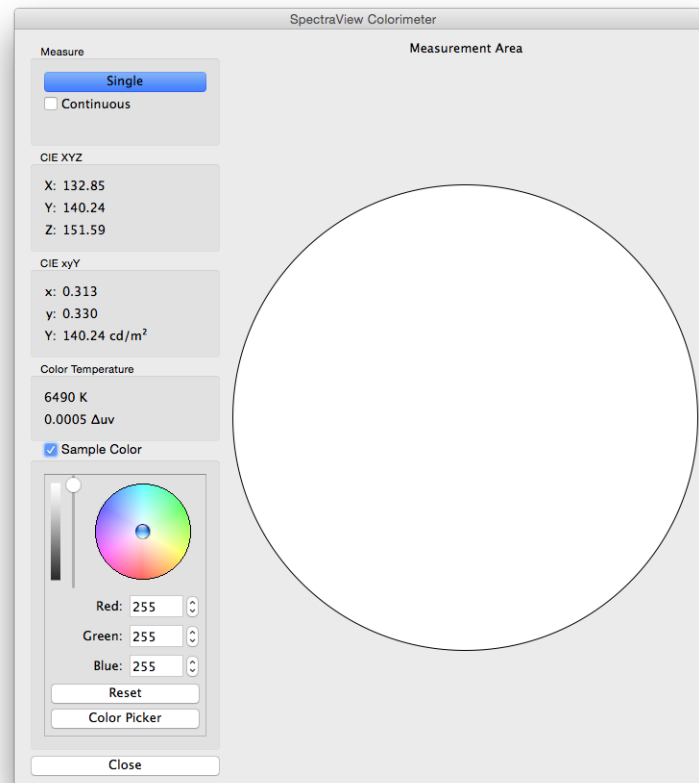 SpectraView Colorimeter
Measure
Single
Continuous
CIE XYZ
X: 132.85
Y: 140.24
Z: 151.59
CIE xyY
x: 0.313
y: 0.330
Y: 140.24 cd/m²
Color Temperature
6490 K
0.0005 Δuv
Sample Color
Red: 255
Green: 255
Blue: 255
Reset
Color Picker
Close
Measurement Area